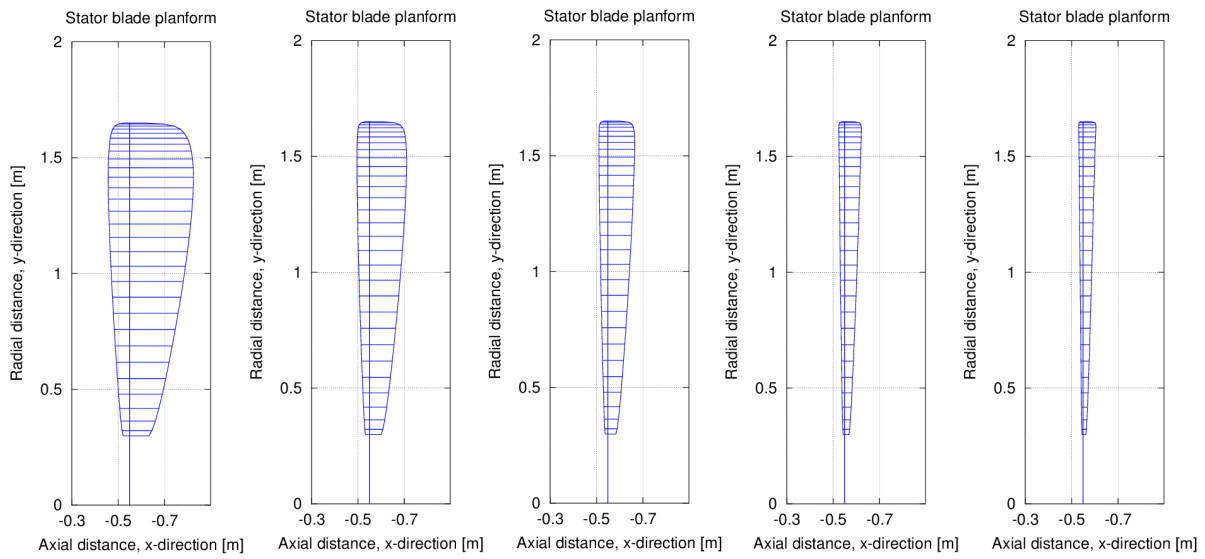 Stator blade planform
2
1.5
1
0.5
0
-0.3 -0.5 -0.7
Radial distance, y-direction [m]
Axial distance, x-direction [m]
Stator blade planform
2
1.5
1
0.5
0
-0.3 -0.5 -0.7
Radial distance, y-direction [m]
Axial distance, x-direction [m]
Stator blade planform
2
1.5
1
0.5
0
-0.3 -0.5 -0.7
Radial distance, y-direction [m]
Axial distance, x-direction [m]
Stator blade planform
2
1.5
1
0.5
0
-0.3 -0.5 -0.7
Radial distance, y-direction [m]
Axial distance, x-direction [m]
Stator blade planform
2
1.5
1
0.5
0
-0.3 -0.5 -0.7
Radial distance, y-direction [m]
Axial distance, x-direction [m]